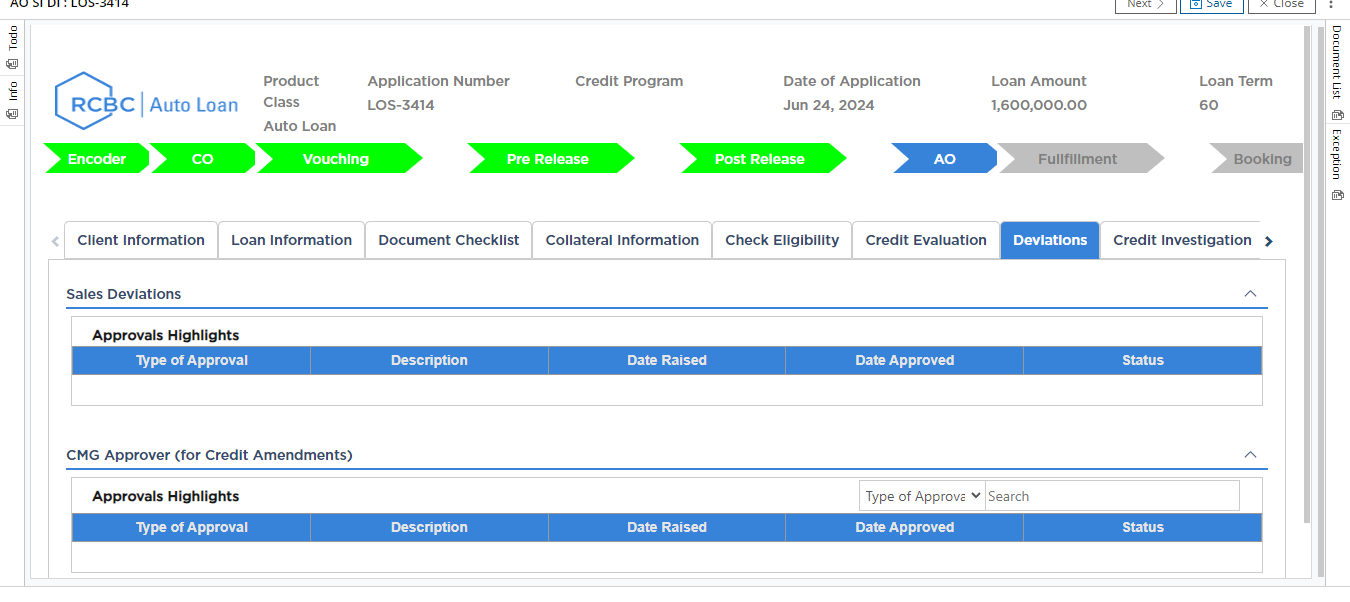 AO SI DI : LOS-3414
Next
Save
Close
Todo
Info
Document List
Exception
RCBC | Auto Loan
Product Class
Auto Loan
Application Number
LOS-3414
Credit Program
Date of Application
Jun 24, 2024
Loan Amount
1,600,000.00
Loan Term
60
Encoder CO Vouching Pre Release Post Release AO Fullfillment Booking
Client Information Loan Information Document Checklist Collateral Information Check Eligibility Credit Evaluation Deviations Credit Investigation
Sales Deviations
Approvals Highlights
Type of Approval Description Date Raised Date Approved Status
CMG Approver (for Credit Amendments)
Approvals Highlights Type of Approva Search
Type of Approval Description Date Raised Date Approved Status